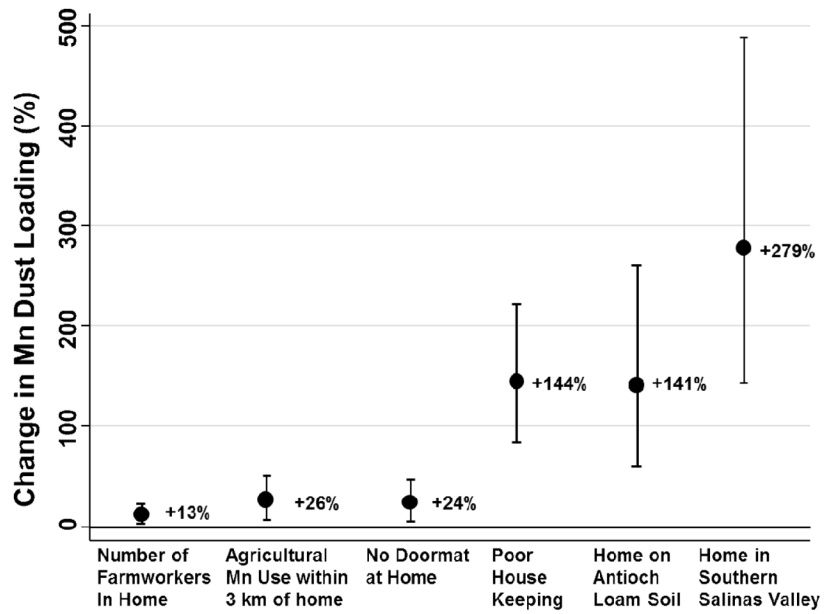 Change in Mn Dust Loading (%)
500
400
300
200
100
0
+13%
+26%
+24%
+144%
+141%
+279%
Number of
Farmworkers
In Home
Agricultural
Mn Use within
3 km of home
No Doormat
at Home
Poor
House
Keeping
Home on
Antioch
Loam Soil
Home in
Southern
Salinas Valley